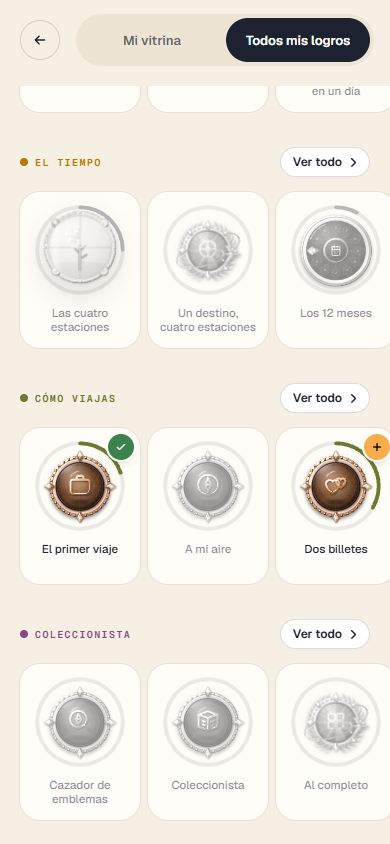 Mi vitrina
Todos mis logros
en un día
EL TIEMPO
Ver todo
Las cuatro
estaciones
Un destino,
cuatro estaciones
Los 12 meses
CÓMO VIAJAS
Ver todo
El primer viaje
A mi aire
Dos billetes
COLECCIONISTA
Ver todo
Cazador de
emblemas
Coleccionista
Al completo